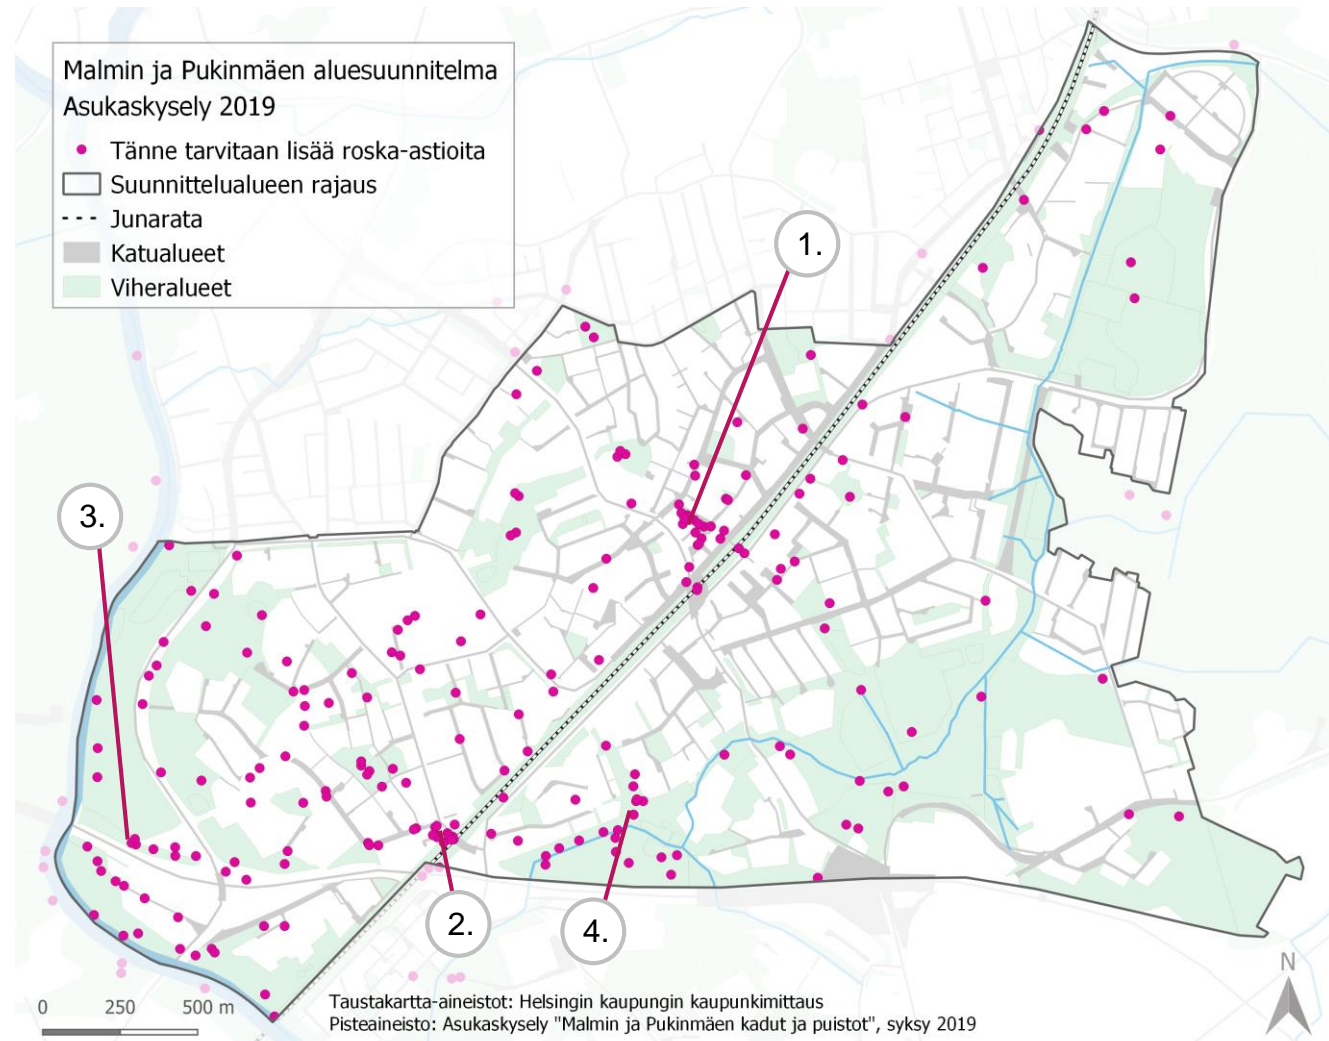 Malmin ja Pukinmäen aluesuunnitelma
Asukaskysely 2019
Tänne tarvitaan lisää roska-astioita
Suunnittelualueen rajaus
Junarata
Katualueet
Viheralueet
1.
3.
2.
4.
N
0 250 500 m
Taustakartta-aineistot: Helsingin kaupungin kaupunkimittaus
Pisteaineisto: Asukaskysely "Malmin ja Pukinmäen kadut ja puistot", syksy 2019